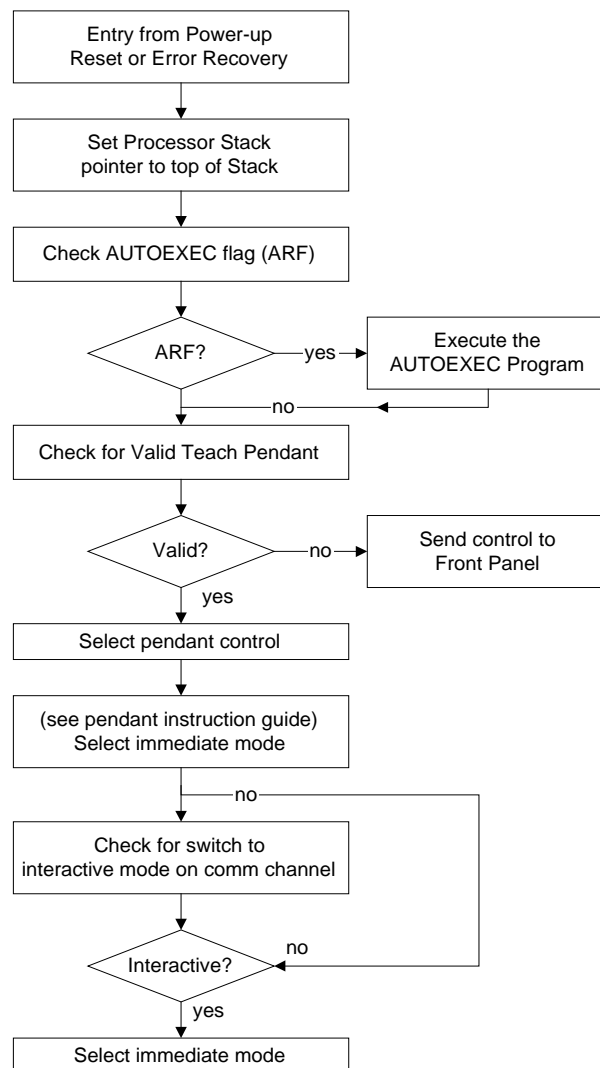 Entry from Power-up
Reset or Error Recovery
Set Processor Stack
pointer to top of Stack
Check AUTOEXEC flag (ARF)
ARF?
yes
Execute the
AUTOEXEC Program
no
Check for Valid Teach Pendant
Valid?
no
Send control to
Front Panel
yes
Select pendant control
(see pendant instruction guide)
Select immediate mode
no
Check for switch to
interactive mode on comm channel
no
Interactive?
yes
Select immediate mode